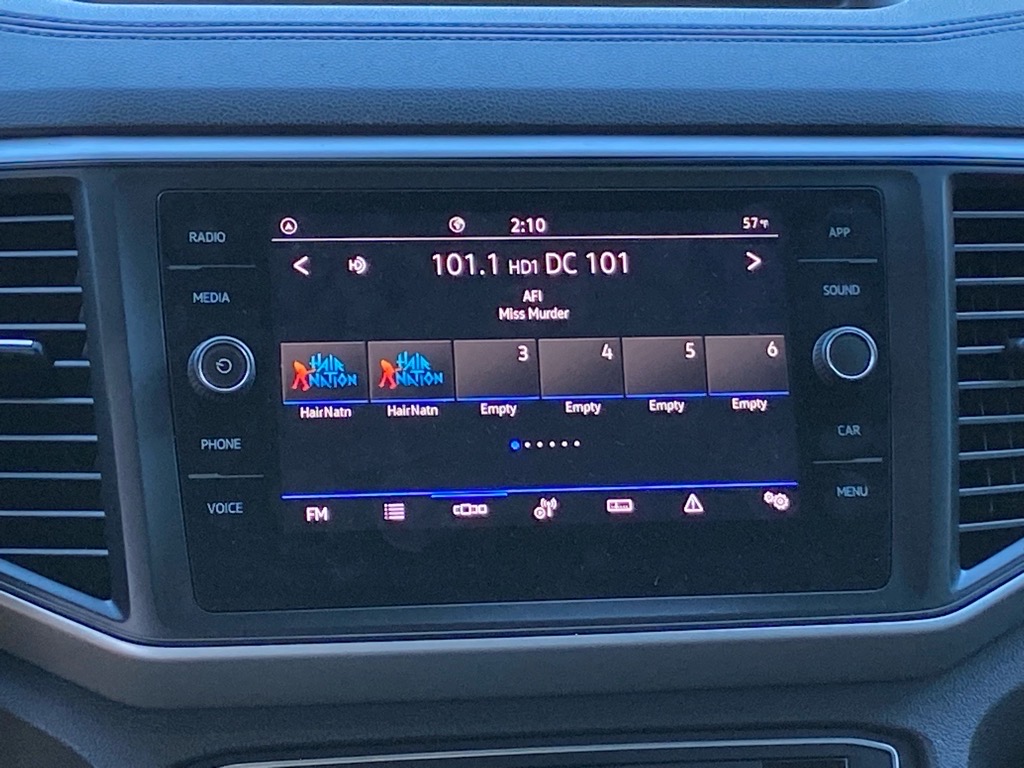 RADIO
MEDIA
PHONE
VOICE
2:10
57°F
HD 101.1 HD1 DC 101
AFI
Miss Murder
HAIR NATION
HAIR NATION
3
4
5
6
HairNatn
HairNatn
Empty
Empty
Empty
Empty
FM
APP
SOUND
CAR
MENU